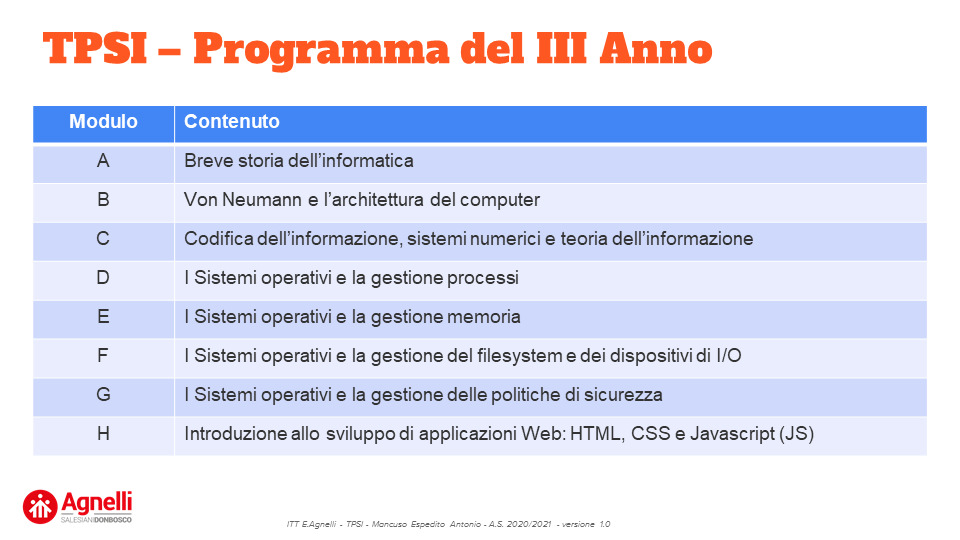 TPSI – Programma del III Anno
Modulo Contenuto
A Breve storia dell’informatica
B Von Neumann e l’architettura del computer
C Codifica dell’informazione, sistemi numerici e teoria dell’informazione
D I Sistemi operativi e la gestione processi
E I Sistemi operativi e la gestione memoria
F I Sistemi operativi e la gestione del filesystem e dei dispositivi di I/O
G I Sistemi operativi e la gestione delle politiche di sicurezza
H Introduzione allo sviluppo di applicazioni Web: HTML, CSS e Javascript (JS)
Agnelli
SALESIANI DONBOSCO
ITT E.Agnelli - TPSI - Mancuso Espedito Antonio - A.S. 2020/2021 - versione 1.0